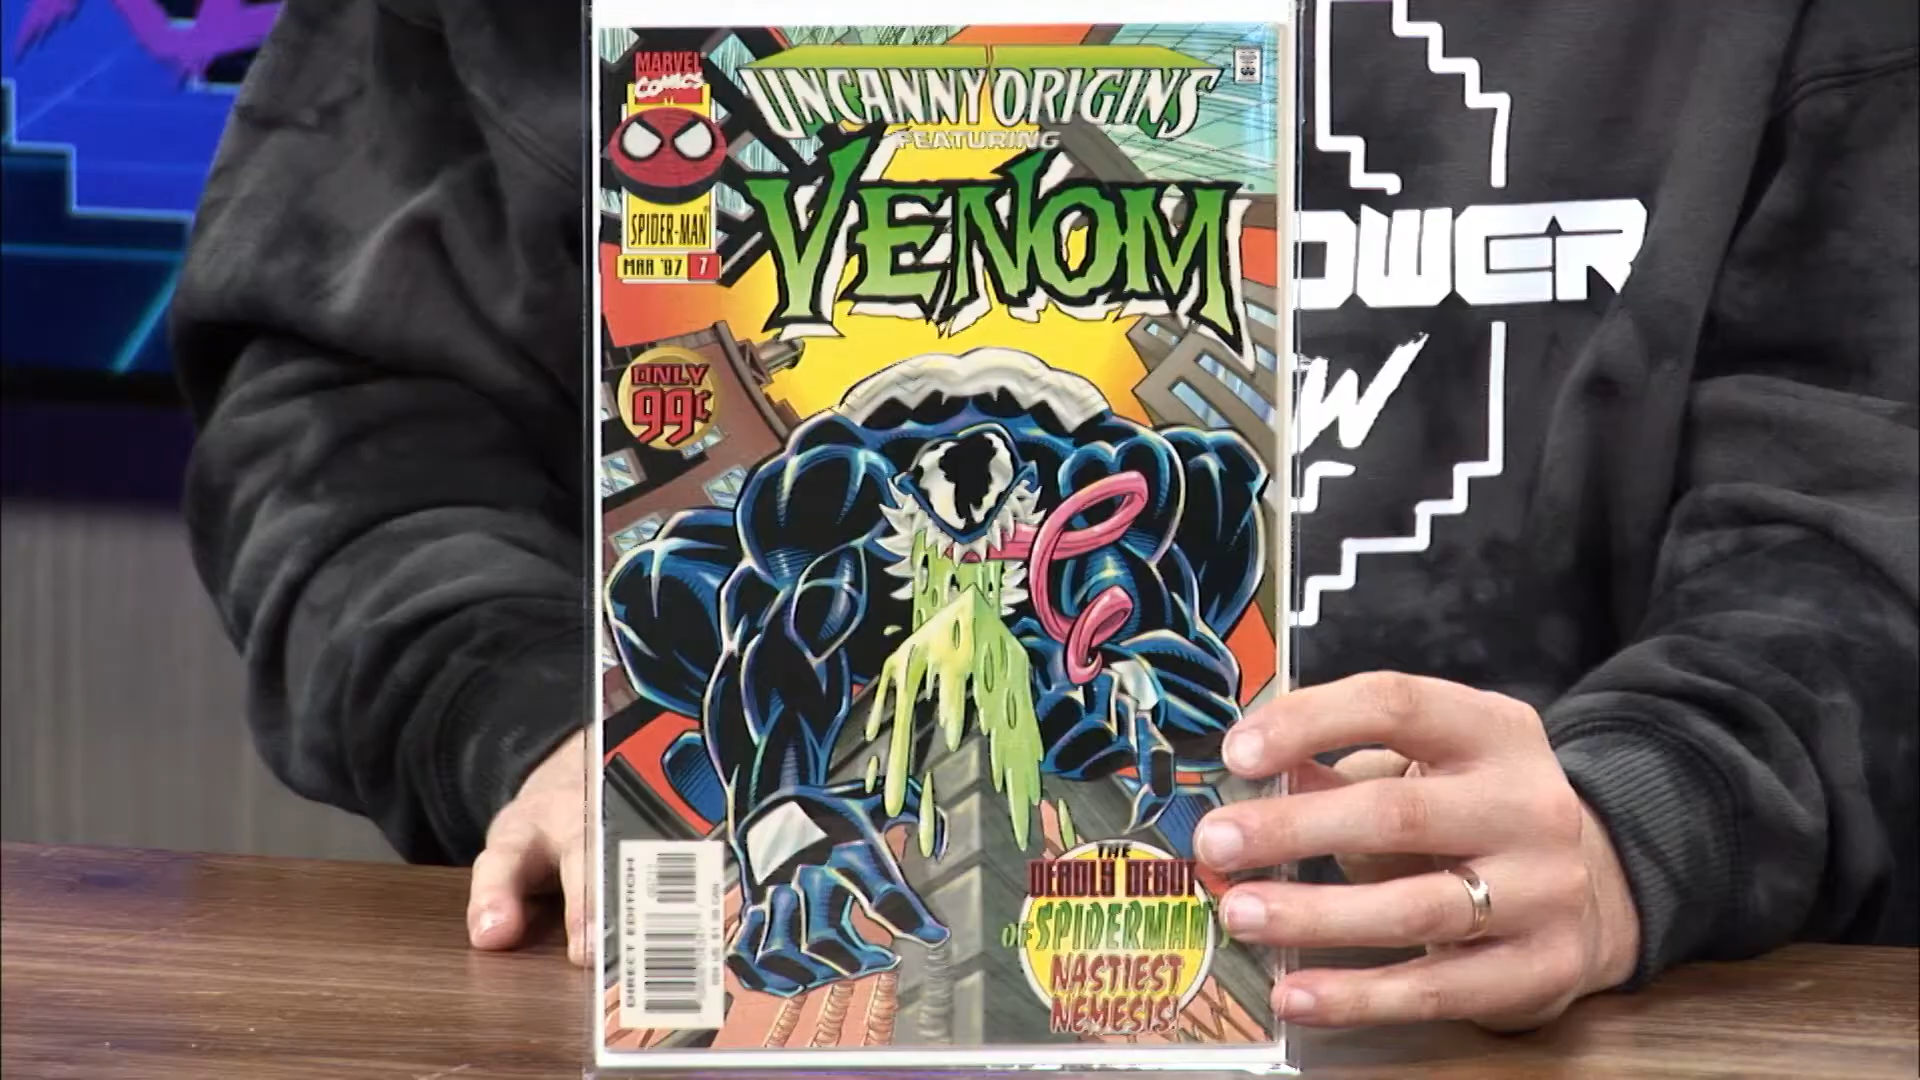 MARVEL
COMICS
SPIDER-MAN
MAR '97 7
UNCANNY ORIGINS
FEATURING
VENOM
ONLY
99¢
THE
DEADLY DEBUT
OF SPIDERMAN'S
NASTIEST
NEMESIS!
DIRECT EDITION
OWER